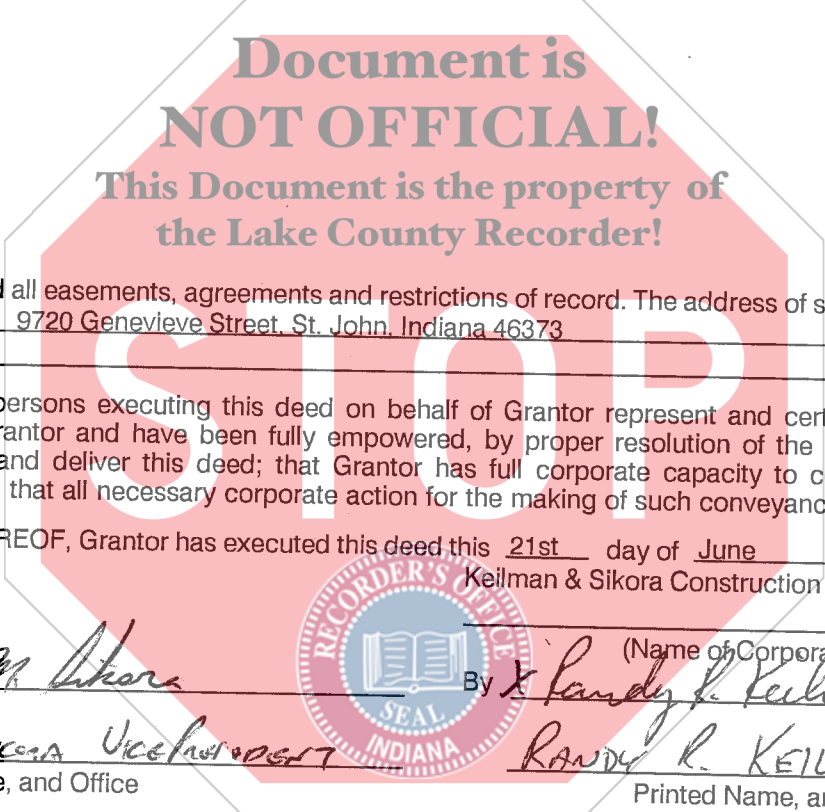 Document is
NOT OFFICIAL!
This Document is the property of
the Lake County Recorder!
all easements, agreements and restrictions of record. The address of s
9720 Genevieve Street, St. John, Indiana 46373
STOP
ersons executing this deed on behalf of Grantor represent and cert
rantor and have been fully empowered, by proper resolution of the
and deliver this deed; that Grantor has full corporate capacity to c
that all necessary corporate action for the making of such conveyanc
REOF, Grantor has executed this deed this 21st day of June
Keilman & Sikora Construction
RECORDER'S OFFICE
SEAL
INDIANA
(Name of Corpora
M Sikora
By X Randy R. Keil
Vice President
RANDY R. KEIL
e, and Office
Printed Name, a